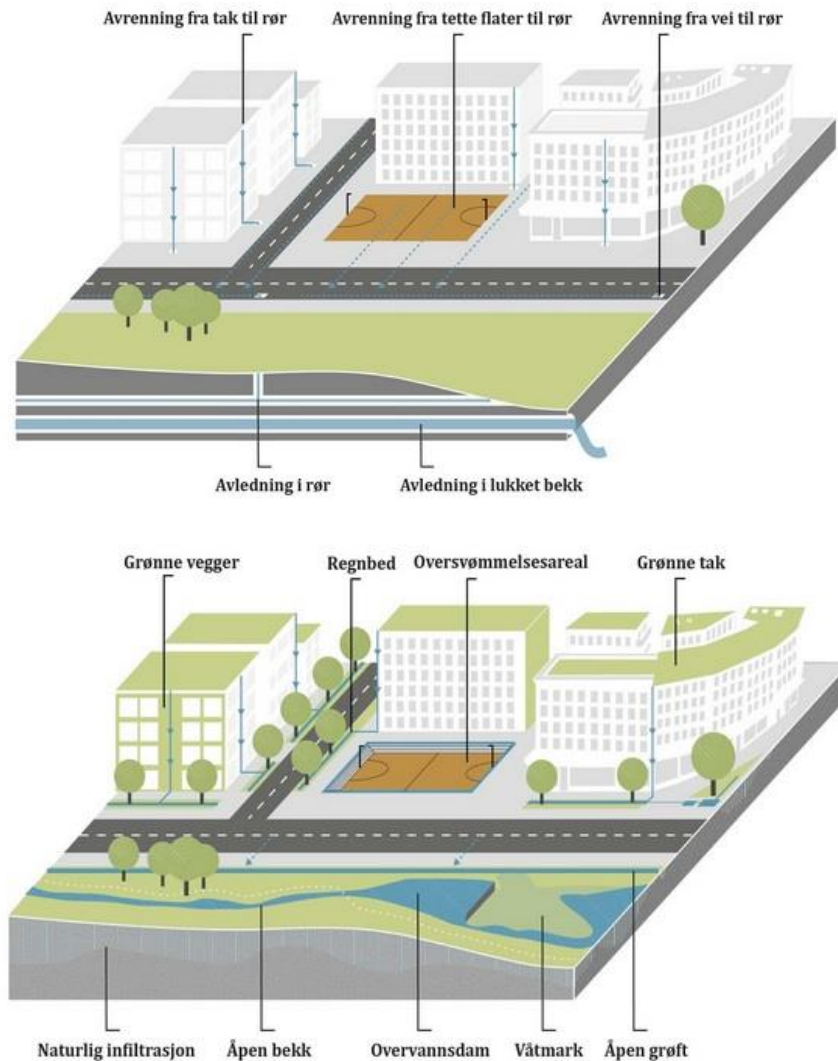 Avrenning fra tak til rør
Avrenning fra tette flater til rør
Avrenning fra vei til rør
Avledning i rør
Avledning i lukket bekk
Grønne vegger
Regnbed
Oversvømmelsesareal
Grønne tak
Naturlig infiltrasjon
Åpen bekk
Overvannsdam
Våtmark
Åpen grøft